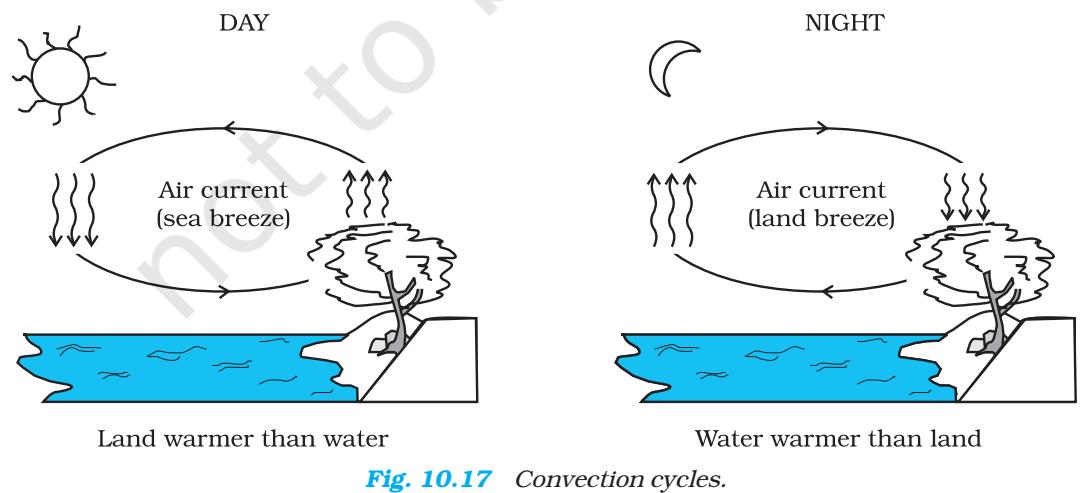 DAY
NIGHT
Air current
(sea breeze)
Air current
(land breeze)
Land warmer than water
Water warmer than land
Fig. 10.17 Convection cycles.
not to